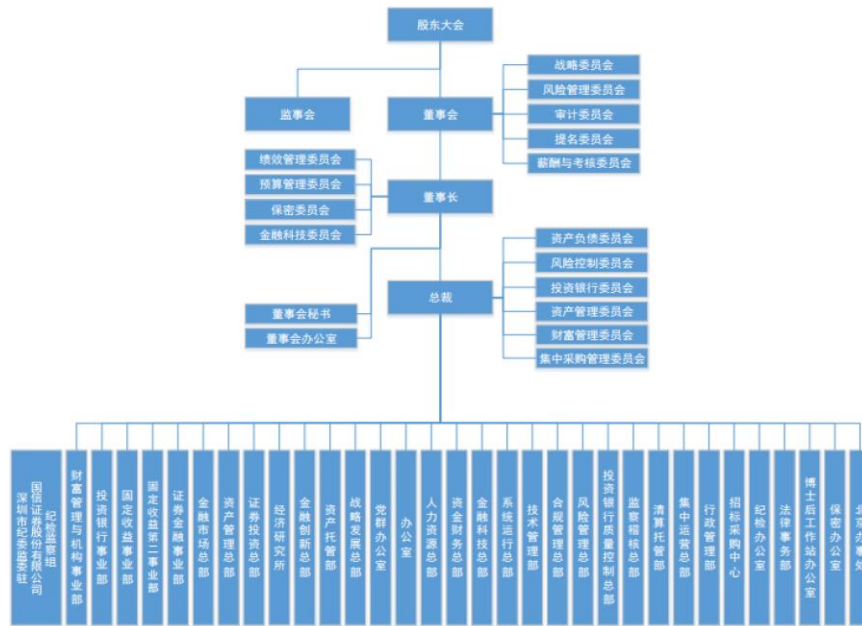 股东大会
监事会
董事会
战略委员会
风险管理委员会
审计委员会
提名委员会
薪酬与考核委员会
绩效管理委员会
预算管理委员会
保密委员会
金融科技委员会
董事长
董事会秘书
董事会办公室
总裁
资产负债委员会
风险控制委员会
投资银行委员会
资产管理委员会
财富管理委员会
集中采购管理委员会
深圳市纪委监委驻
国信证券股份有限公司
纪检监察组
财富管理与机构事业部
投资银行事业部
固定收益事业部
固定收益第二事业部
证券金融事业部
金融市场总部
资产管理总部
证券投资总部
经济研究所
金融创新总部
资产托管部
战略发展总部
党群办公室
办公室
人力资源总部
资金财务总部
金融科技总部
系统运行总部
技术管理部
合规管理总部
风险管理总部
投资银行质量控制总部
监察稽核总部
清算托管部
集中运营总部
行政管理部
招标采购中心
纪检办公室
法律事务部
博士后工作站办公室
保密办公室
北京办事处